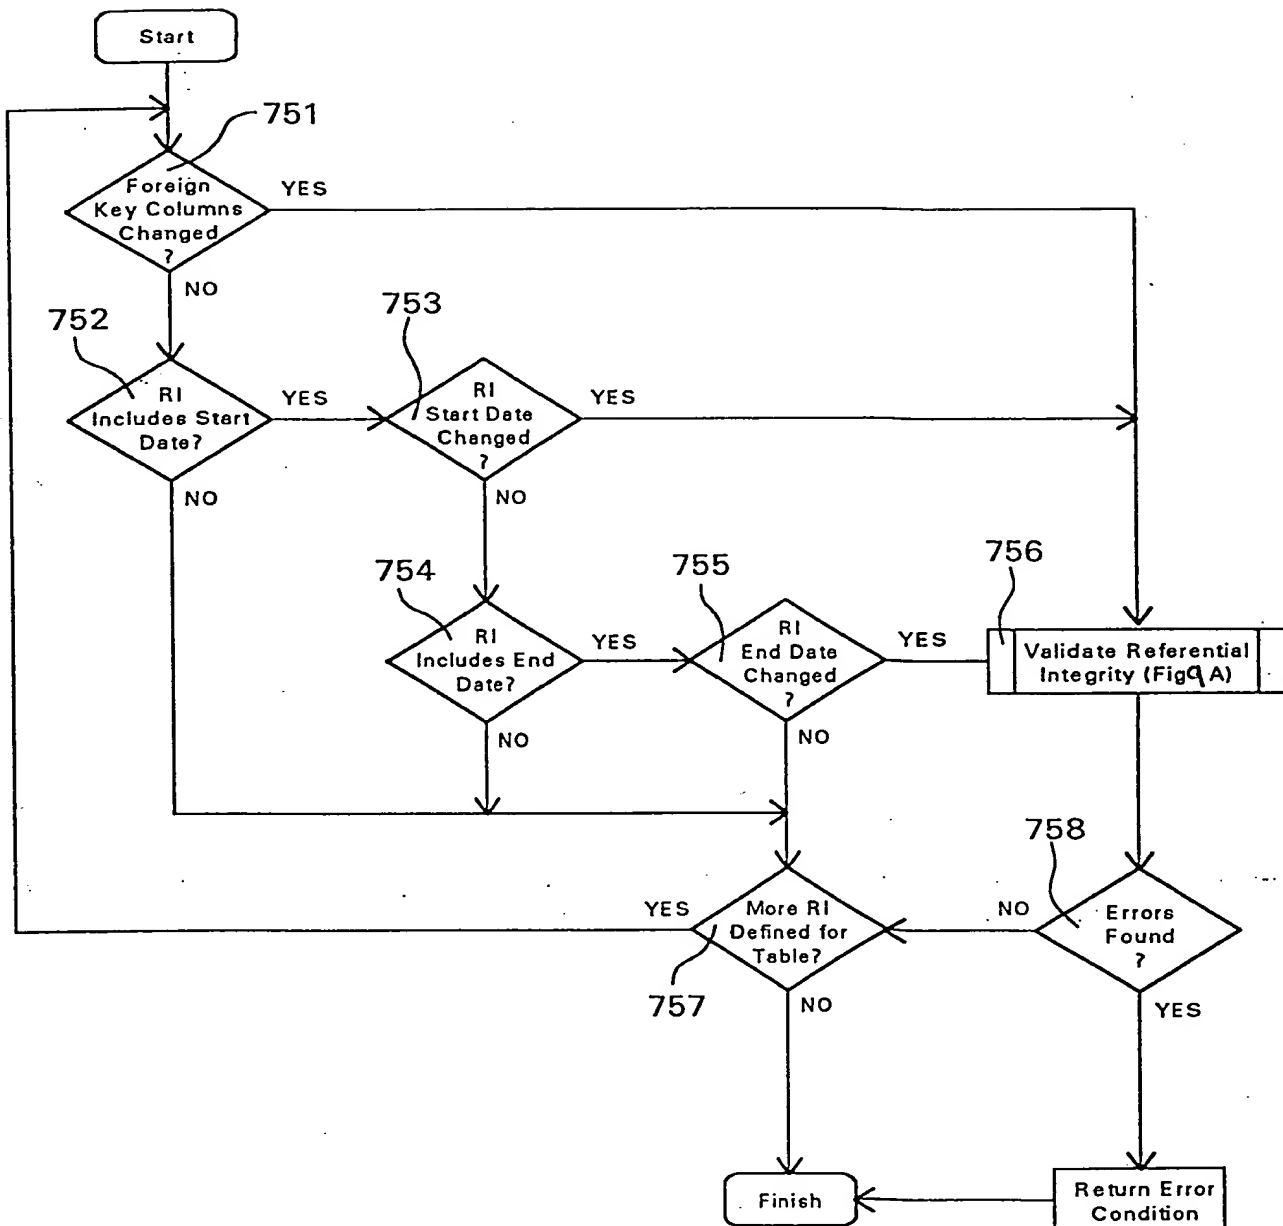 Start
751
Foreign
Key Columns
Changed
?
YES
NO
752
753
RI
Includes Start
Date?
YES
RI
Start Date
Changed
?
YES
NO
NO
754
755
756
RI
Includes End
Date?
YES
RI
End Date
Changed
?
YES
Validate Referential
Integrity (Fig 9 A)
NO
NO
758
YES
More RI
Defined for
Table?
NO
Errors
Found
?
757
NO
YES
Finish
Return Error
Condition